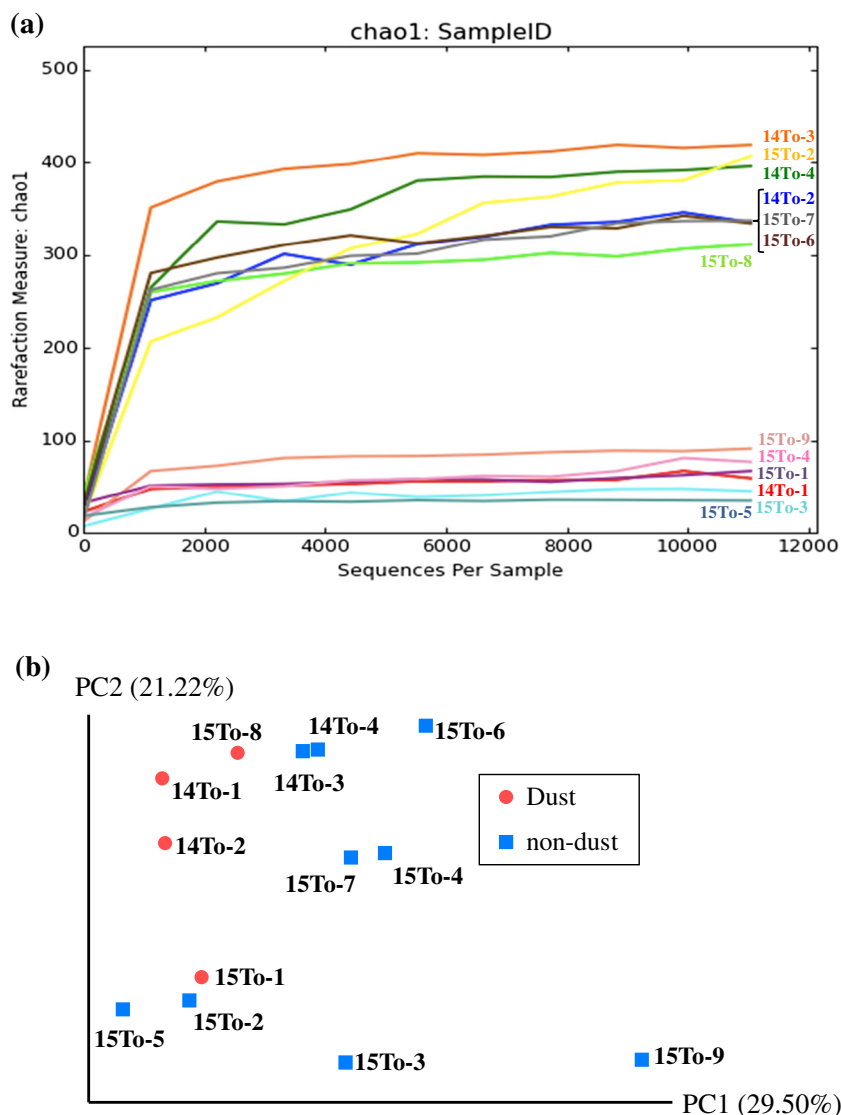 (a)
chao1: SampleID
Rarefaction Measure: chao1
500
400
300
200
100
0
14To-3
15To-2
14To-4
14To-2
15To-7
15To-6
15To-8
15To-9
15To-4
15To-1
14To-1
15To-5 15To-3
0 2000 4000 6000 8000 10000 12000
Sequences Per Sample
(b)
PC2 (21.22%)
15To-8 14To-4 15To-6
14To-1 14To-3
Dust
14To-2 non-dust
15To-7 15To-4
15To-1
15To-5 15To-2
15To-3 15To-9
PC1 (29.50%)